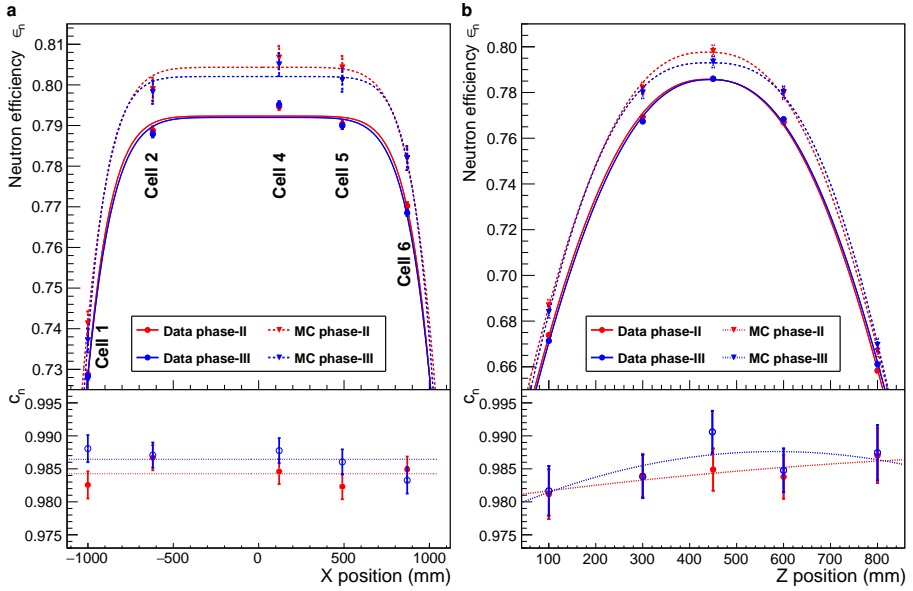 a
Neutron efficiency εn
0.81
0.80
0.79
0.78
0.77
0.76
0.75
0.74
0.73
Cell 1
Cell 2
Cell 4
Cell 5
Cell 6
Data phase-II
MC phase-II
Data phase-III
MC phase-III
cn
0.995
0.990
0.985
0.980
0.975
−1000
−500
0
500
1000
X position (mm)
b
Neutron efficiency εn
0.80
0.78
0.76
0.74
0.72
0.70
0.68
0.66
Data phase-II
MC phase-II
Data phase-III
MC phase-III
cn
0.995
0.990
0.985
0.980
0.975
100
200
300
400
500
600
700
800
Z position (mm)